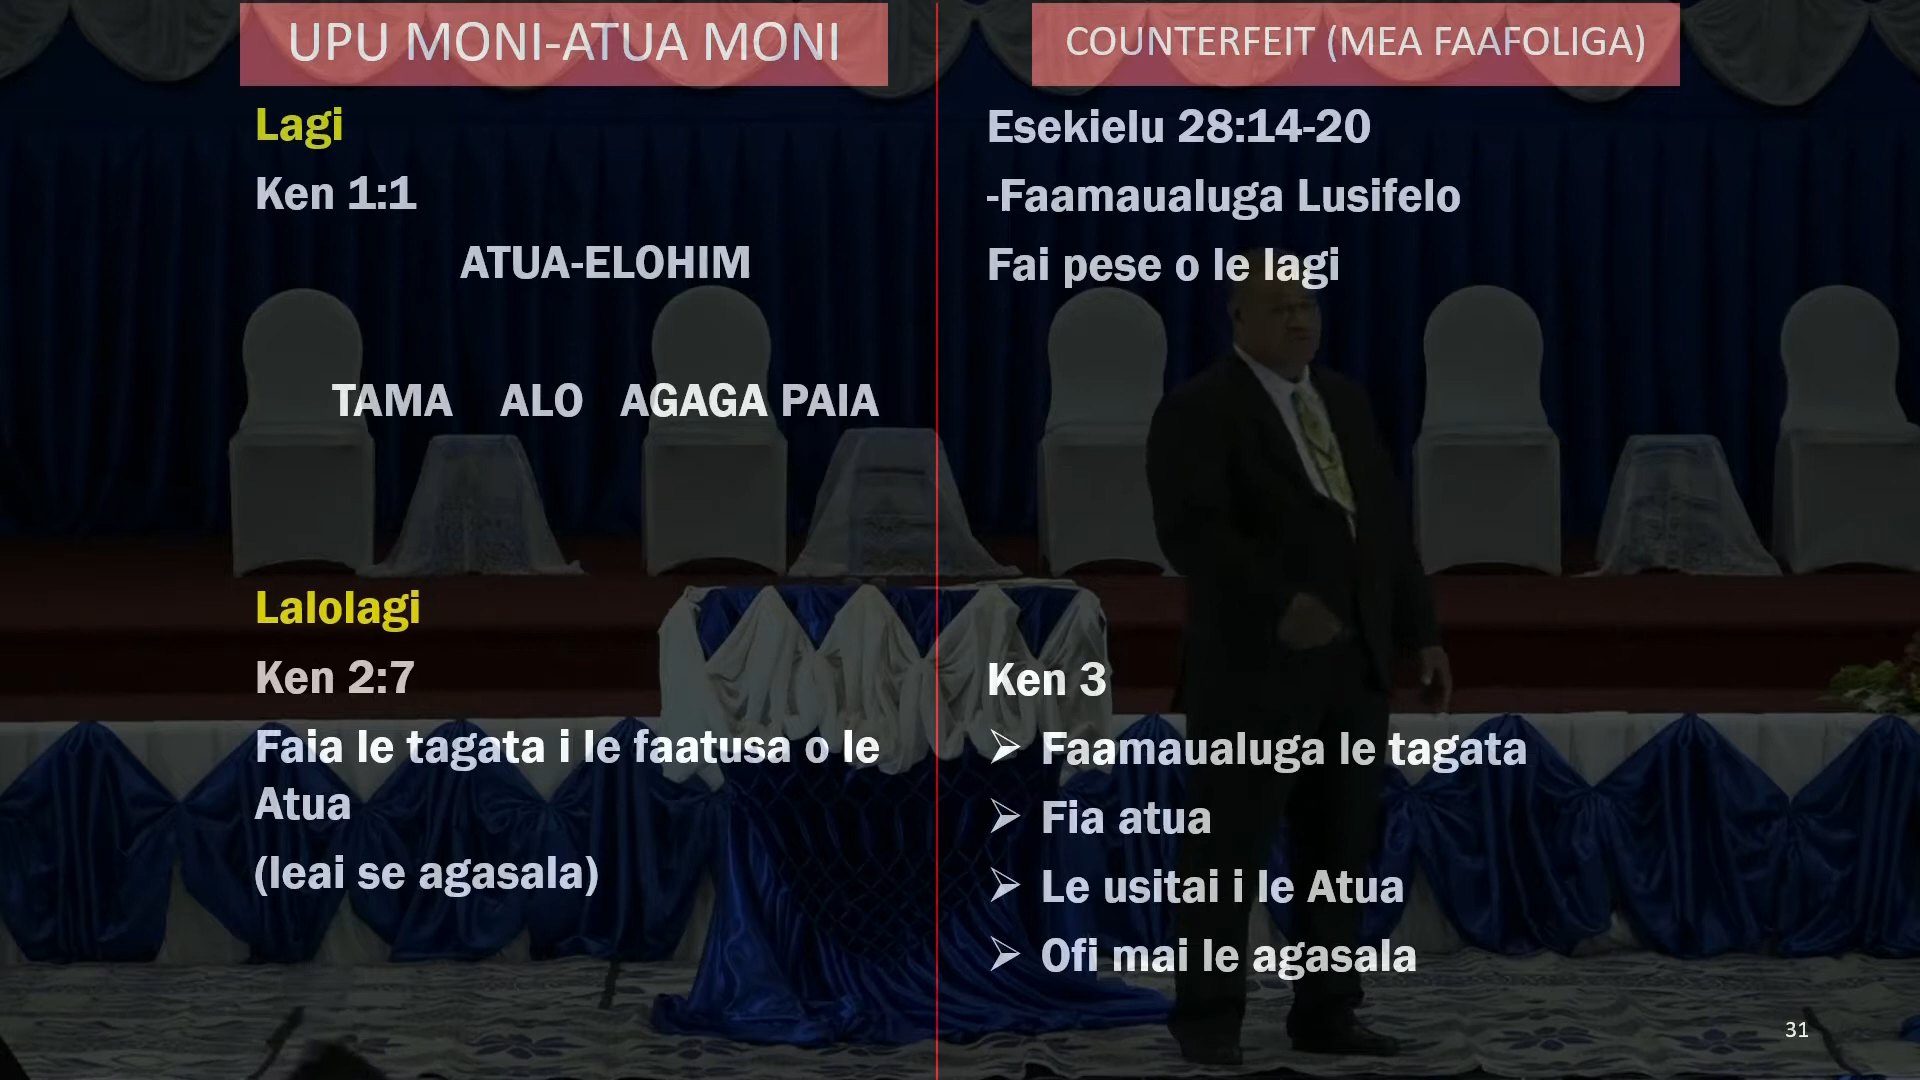 UPU MONI-ATUA MONI
Lagi
Ken 1:1
ATUA-ELOHIM
TAMA ALO AGAGA PAIA
Lalolagi
Ken 2:7
Faia le tagata i le faatusa o le
Atua
(leai se agasala)
COUNTERFEIT (MEA FAAFOLIGA)
Esekielu 28:14-20
-Faamaualuga Lusifelo
Fai pese o le lagi
Ken 3
➢ Faamaualuga le tagata
➢ Fia atua
➢ Le usitai i le Atua
➢ Ofi mai le agasala
31